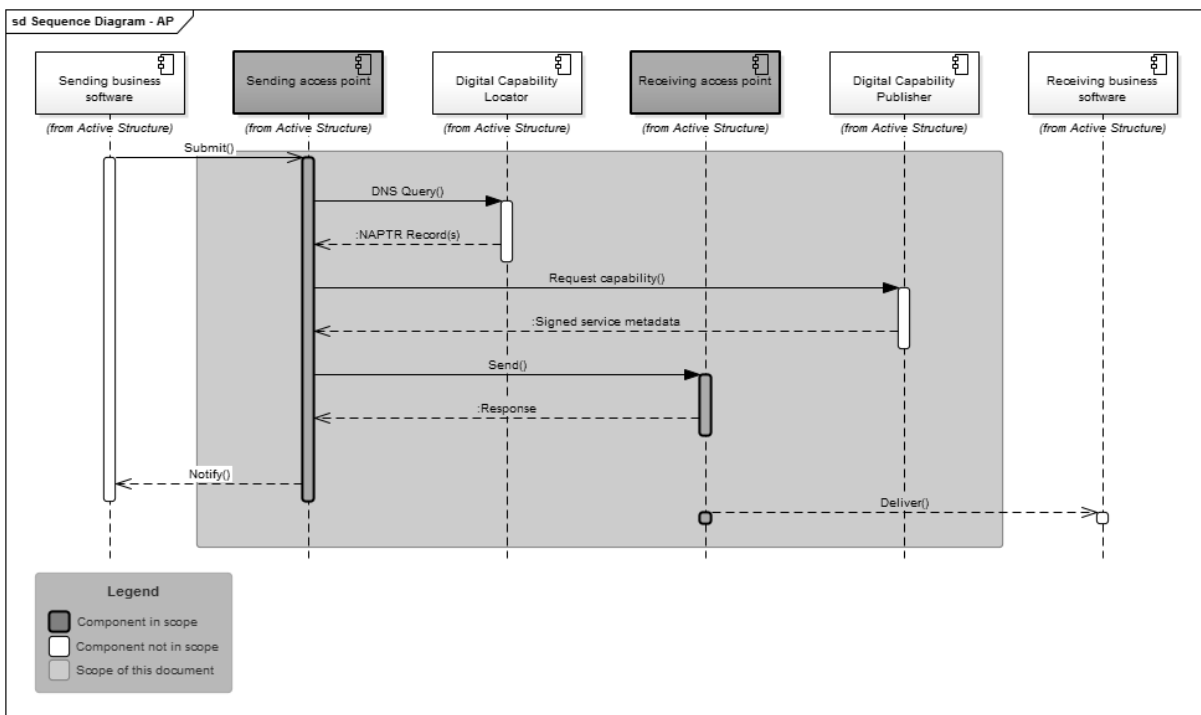 sd Sequence Diagram - AP
Sending business
software
Sending access point
Digital Capability
Locator
Receiving access point
Digital Capability
Publisher
Receiving business
software
(from Active Structure)
(from Active Structure)
(from Active Structure)
(from Active Structure)
(from Active Structure)
(from Active Structure)
Submit()
DNS Query()
:NAPTR Record(s)
Request capability()
:Signed service metadata
Send()
:Response
Notify()
Deliver()
Legend
Component in scope
Component not in scope
Scope of this document